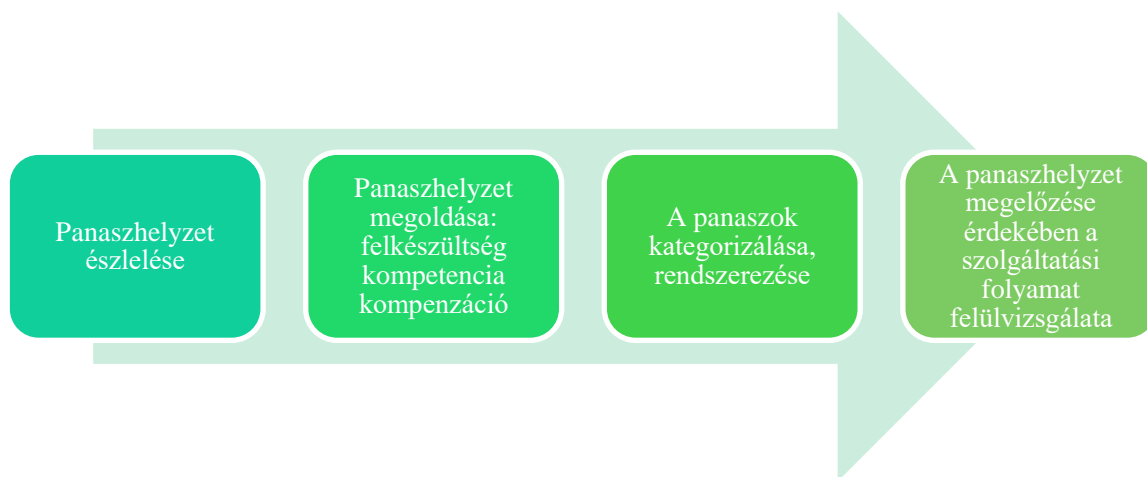 Panaszhelyzet
észlelése
Panaszhelyzet
megoldása:
felkészültség
kompetencia
kompenzáció
A panaszok
kategorizálása,
rendszerezése
A panaszhelyzet
megelőzése
érdekében a
szolgáltatási
folyamat
felülvizsgálata